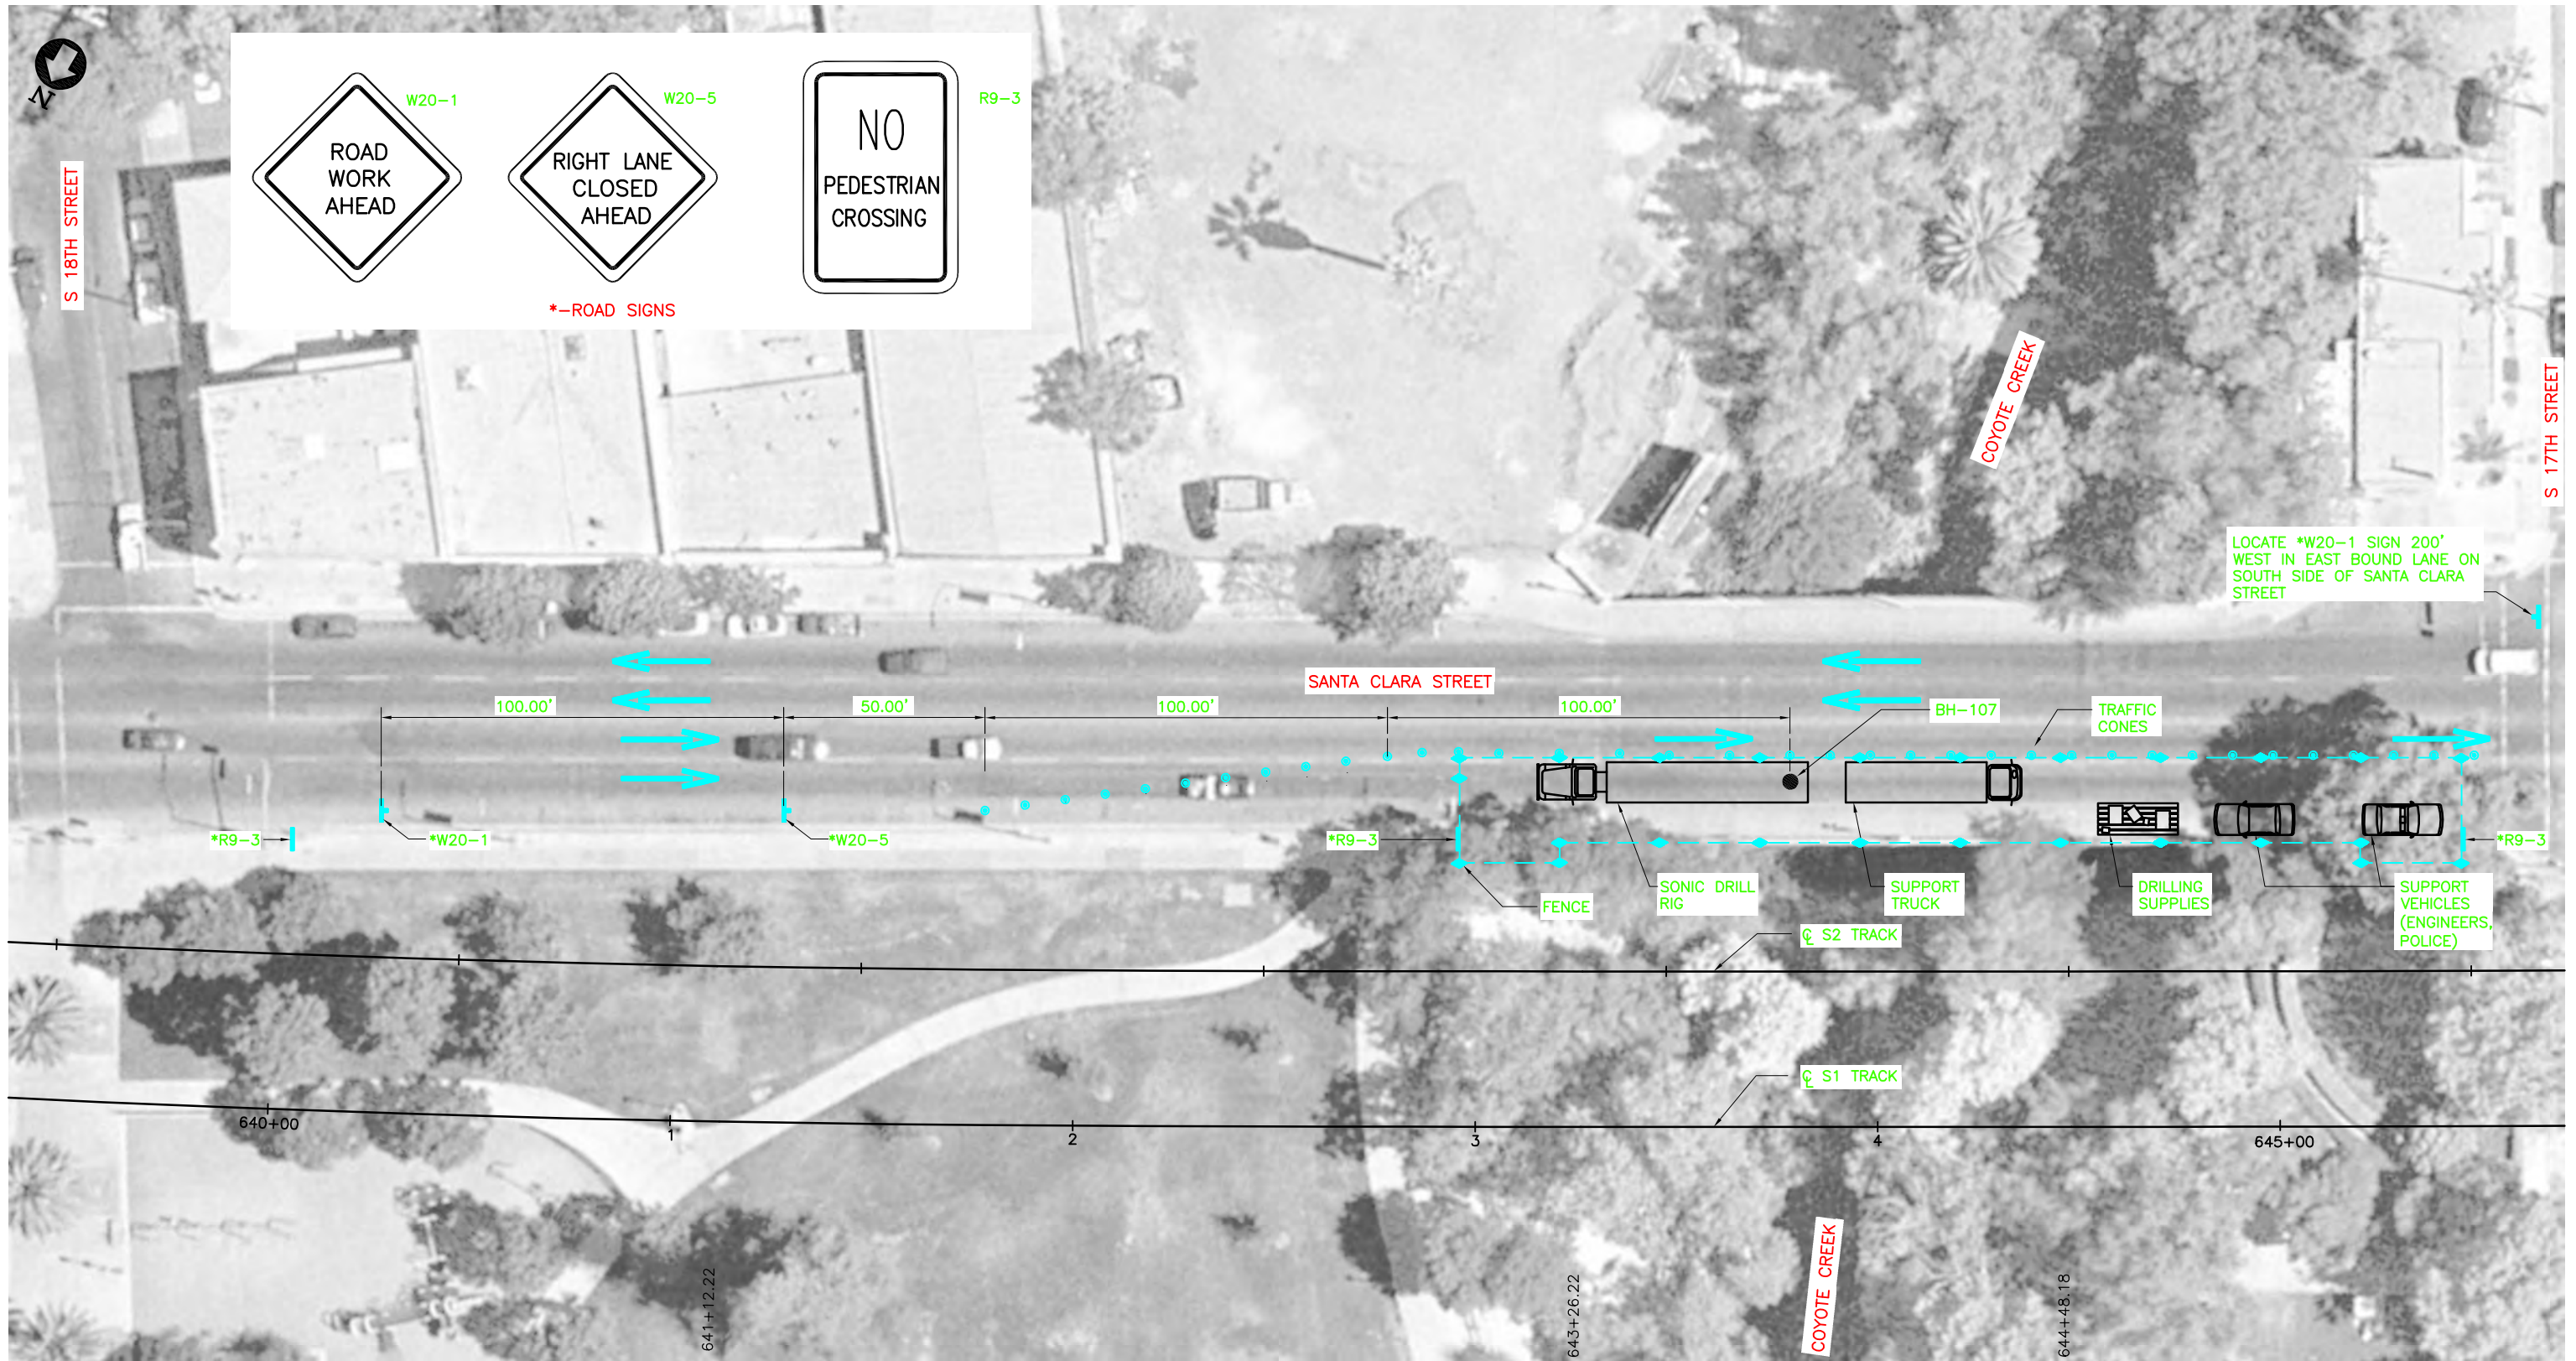 N
S 18TH STREET
ROAD
WORK
AHEAD
W20-1
RIGHT LANE
CLOSED
AHEAD
W20-5
NO
PEDESTRIAN
CROSSING
R9-3
*-ROAD SIGNS
COYOTE CREEK
S 17TH STREET
LOCATE *W20-1 SIGN 200'
WEST IN EAST BOUND LANE ON
SOUTH SIDE OF SANTA CLARA
STREET
SANTA CLARA STREET
100.00'
50.00'
100.00'
100.00'
BH-107
TRAFFIC
CONES
*R9-3
*W20-1
*W20-5
*R9-3
*R9-3
FENCE
SONIC DRILL
RIG
SUPPORT
TRUCK
DRILLING
SUPPLIES
SUPPORT
VEHICLES
(ENGINEERS,
POLICE)
℄ S2 TRACK
℄ S1 TRACK
640+00
1
2
3
4
645+00
641+12.22
643+26.22
COYOTE CREEK
644+48.18